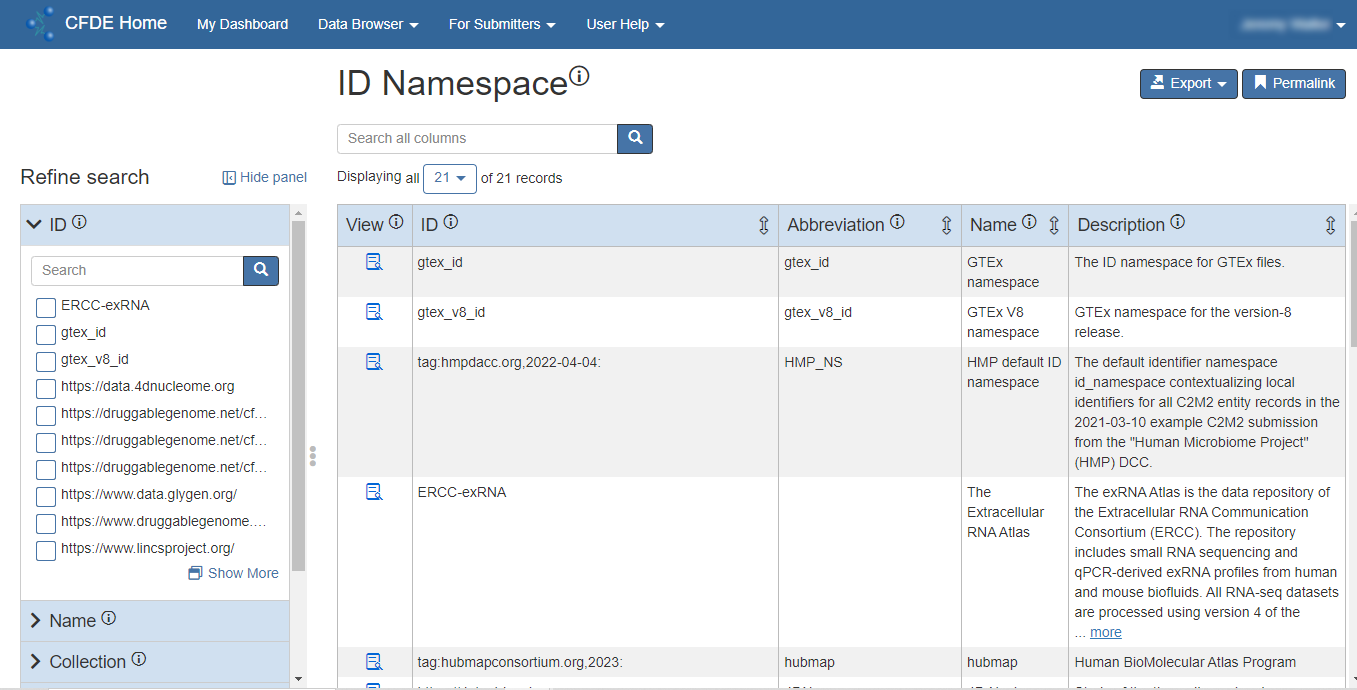 CFDE Home My Dashboard Data Browser For Submitters User Help
ID Namespace
Export Permalink
Search all columns
Refine search Hide panel
Displaying all 21 of 21 records
ID
Search
ERCC-exRNA
gtex_id
gtex_v8_id
https://data.4dnucleome.org
https://druggablegenome.net/cf...
https://druggablegenome.net/cf...
https://druggablegenome.net/cf...
https://www.data.glygen.org/
https://www.druggablegenome....
https://www.lincsproject.org/
Show More
Name
Collection
View ID Abbreviation Name Description
gtex_id gtex_id GTEx The ID namespace for GTEx files.
namespace
gtex_v8_id gtex_v8_id GTEx V8 GTEx namespace for the version-8
namespace release.
tag:hmpdacc.org,2022-04-04: HMP_NS HMP default ID The default identifier namespace
namespace id_namespace contextualizing local
identifiers for all C2M2 entity records in the
2021-03-10 example C2M2 submission
from the "Human Microbiome Project"
(HMP) DCC.
ERCC-exRNA The The exRNA Atlas is the data repository of
Extracellular the Extracellular RNA Communication
RNA Atlas Consortium (ERCC). The repository
includes small RNA sequencing and
qPCR-derived exRNA profiles from human
and mouse biofluids. All RNA-seq datasets
are processed using version 4 of the
... more
tag:hubmapconsortium.org,2023: hubmap hubmap Human BioMolecular Atlas Program